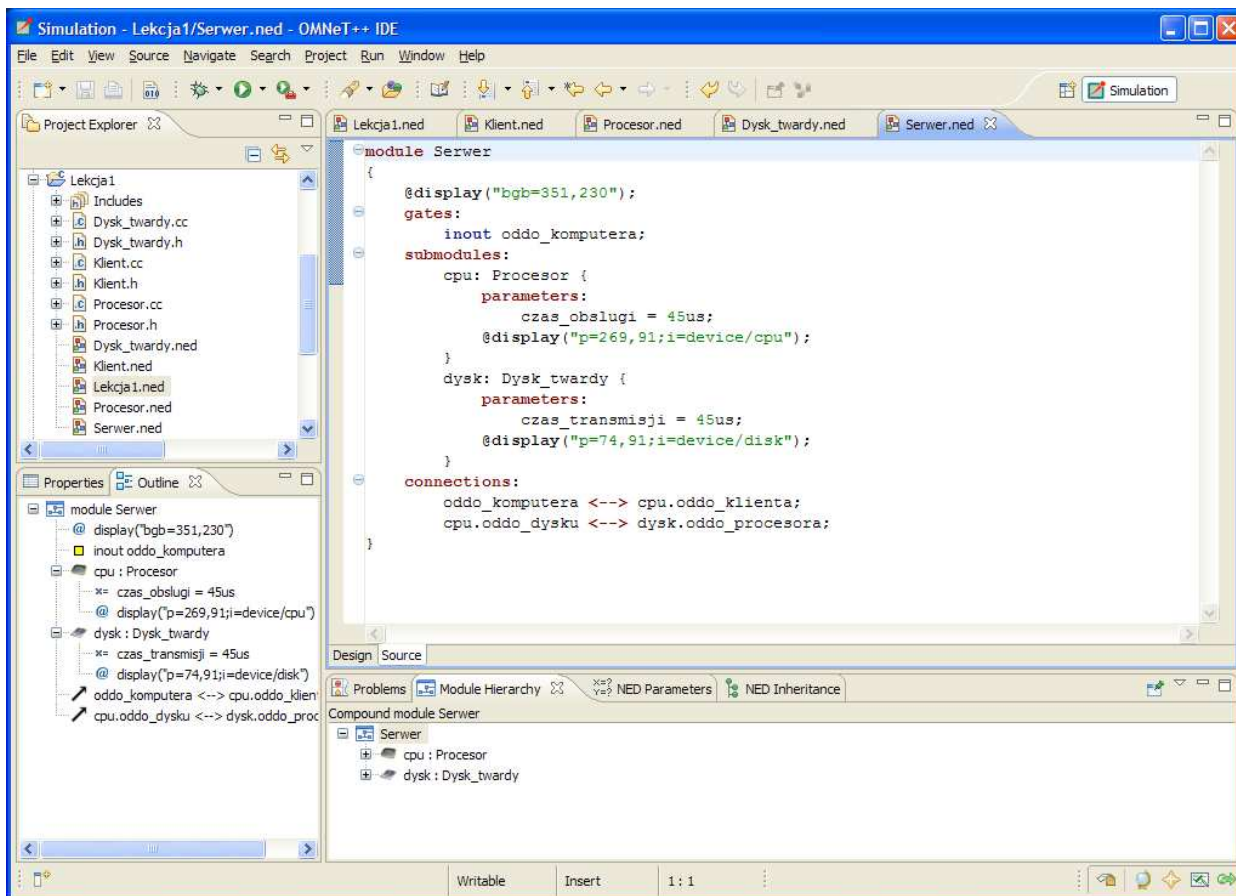 Simulation - Lekcja1/Serwer.ned - OMNeT++ IDE
File Edit View Source Navigate Search Project Run Window Help
Simulation
Project Explorer
Lekcja1
Includes
Dysk_twardy.cc
Dysk_twardy.h
Klient.cc
Klient.h
Procesor.cc
Procesor.h
Dysk_twardy.ned
Klient.ned
Lekcja1.ned
Procesor.ned
Serwer.ned
Properties Outline
module Serwer
display("bgb=351,230")
inout oddo_komputera
cpu : Procesor
czas_obslugi = 45us
display("p=269,91;i=device/cpu")
dysk : Dysk_twardy
czas_transmisji = 45us
display("p=74,91;i=device/disk")
oddo_komputera <--> cpu.oddo_klien
cpu.oddo_dysku <--> dysk.oddo_proc
Lekcja1.ned Klient.ned Procesor.ned Dysk_twardy.ned Serwer.ned
module Serwer
{
@display("bgb=351,230");
gates:
inout oddo_komputera;
submodules:
cpu: Procesor {
parameters:
czas_obslugi = 45us;
@display("p=269,91;i=device/cpu");
}
dysk: Dysk_twardy {
parameters:
czas_transmisji = 45us;
@display("p=74,91;i=device/disk");
}
connections:
oddo_komputera <--> cpu.oddo_klienta;
cpu.oddo_dysku <--> dysk.oddo_procesora;
}
Design Source
Problems Module Hierarchy NED Parameters NED Inheritance
Compound module Serwer
Serwer
cpu : Procesor
dysk : Dysk_twardy
Writable Insert 1 : 1